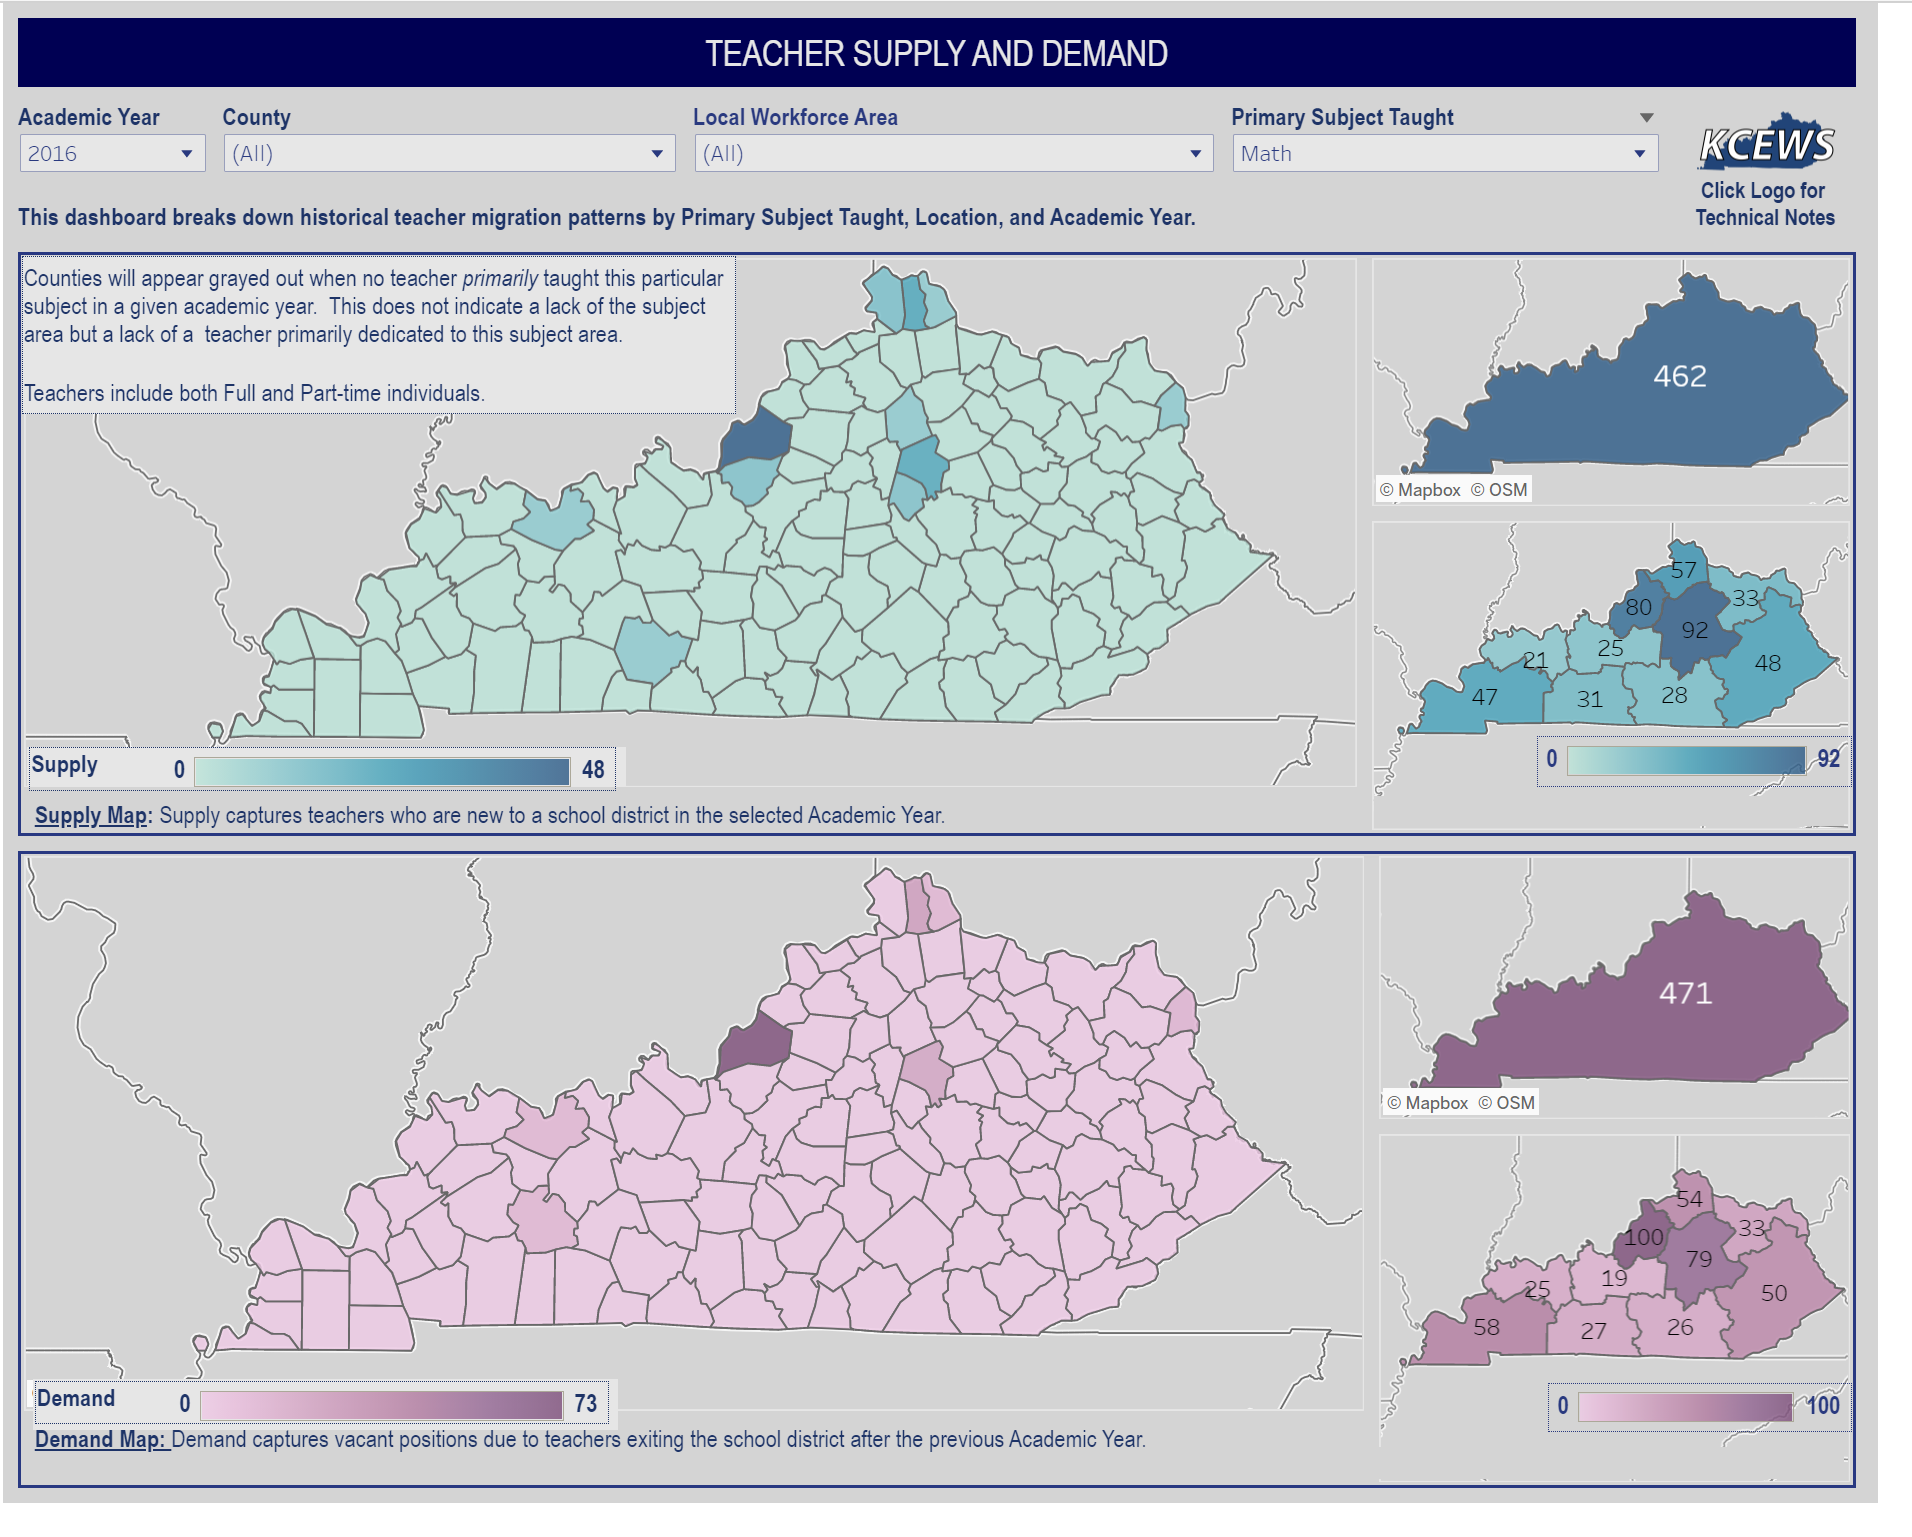 TEACHER SUPPLY AND DEMAND
Academic Year
County
Local Workforce Area
Primary Subject Taught
2016
(All)
(All)
Math
KCEWS
Click Logo for
Technical Notes
This dashboard breaks down historical teacher migration patterns by Primary Subject Taught, Location, and Academic Year.
Counties will appear grayed out when no teacher primarily taught this particular
subject in a given academic year.  This does not indicate a lack of the subject
area but a lack of a  teacher primarily dedicated to this subject area.
Teachers include both Full and Part-time individuals.
462
© Mapbox © OSM
57
33
80
92
25
21
48
47
31
28
0
92
Supply
0
48
Supply Map: Supply captures teachers who are new to a school district in the selected Academic Year.
471
© Mapbox © OSM
54
33
100
79
19
25
50
58
27
26
0
100
Demand
0
73
Demand Map: Demand captures vacant positions due to teachers exiting the school district after the previous Academic Year.